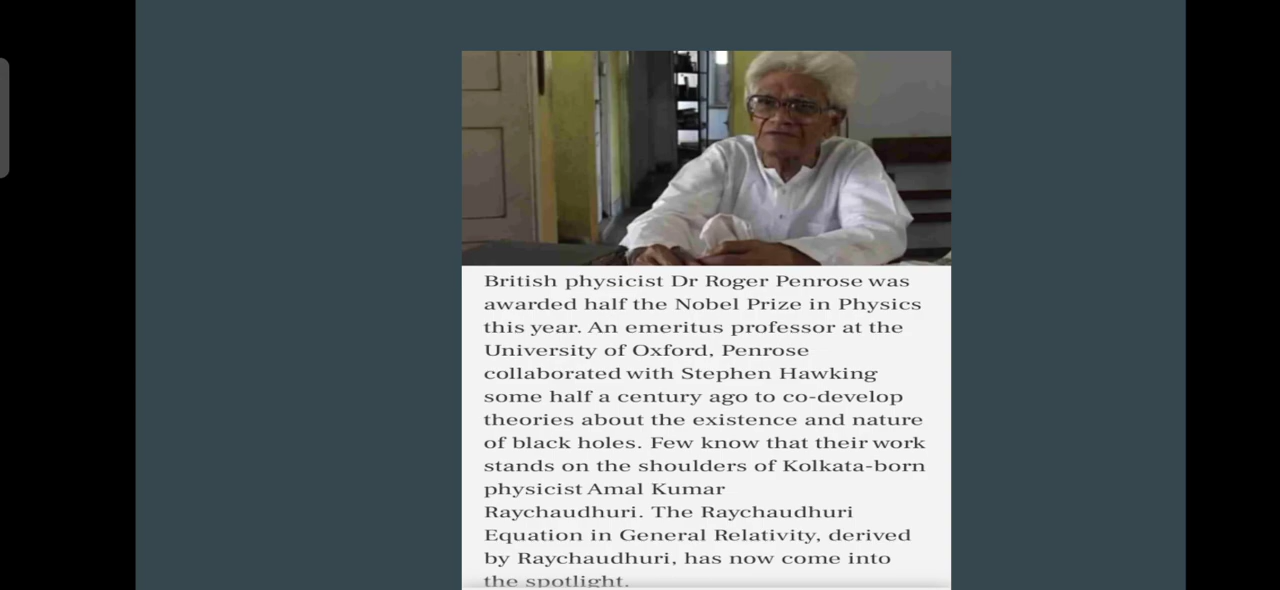 British physicist Dr Roger Penrose was
awarded half the Nobel Prize in Physics
this year. An emeritus professor at the
University of Oxford, Penrose
collaborated with Stephen Hawking
some half a century ago to co-develop
theories about the existence and nature
of black holes. Few know that their work
stands on the shoulders of Kolkata-born
physicist Amal Kumar
Raychaudhuri. The Raychaudhuri
Equation in General Relativity, derived
by Raychaudhuri, has now come into
the spotlight.